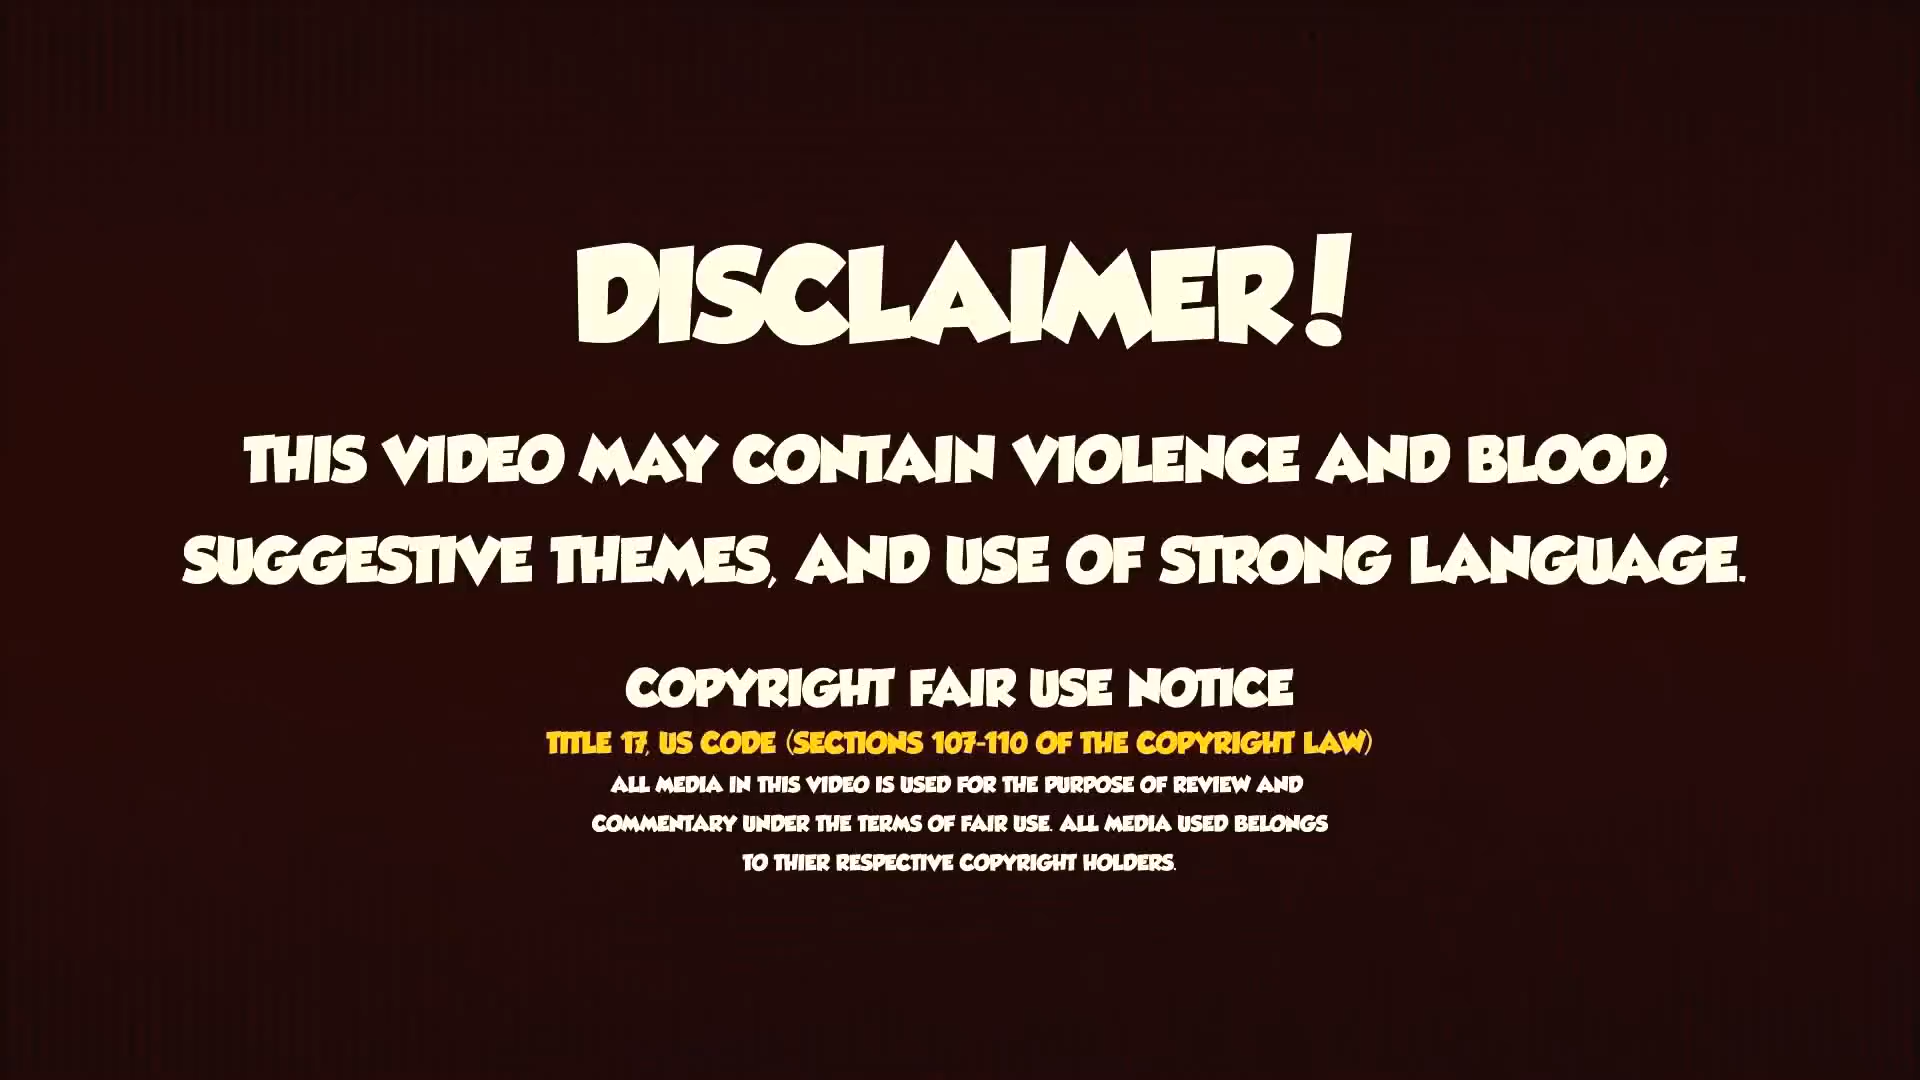 DISCLAIMER!
THIS VIDEO MAY CONTAIN VIOLENCE AND BLOOD,
SUGGESTIVE THEMES, AND USE OF STRONG LANGUAGE.
COPYRIGHT FAIR USE NOTICE
TITLE 17, US CODE (SECTIONS 107-110 OF THE COPYRIGHT LAW)
ALL MEDIA IN THIS VIDEO IS USED FOR THE PURPOSE OF REVIEW AND
COMMENTARY UNDER THE TERMS OF FAIR USE. ALL MEDIA USED BELONGS
TO THIER RESPECTIVE COPYRIGHT HOLDERS.